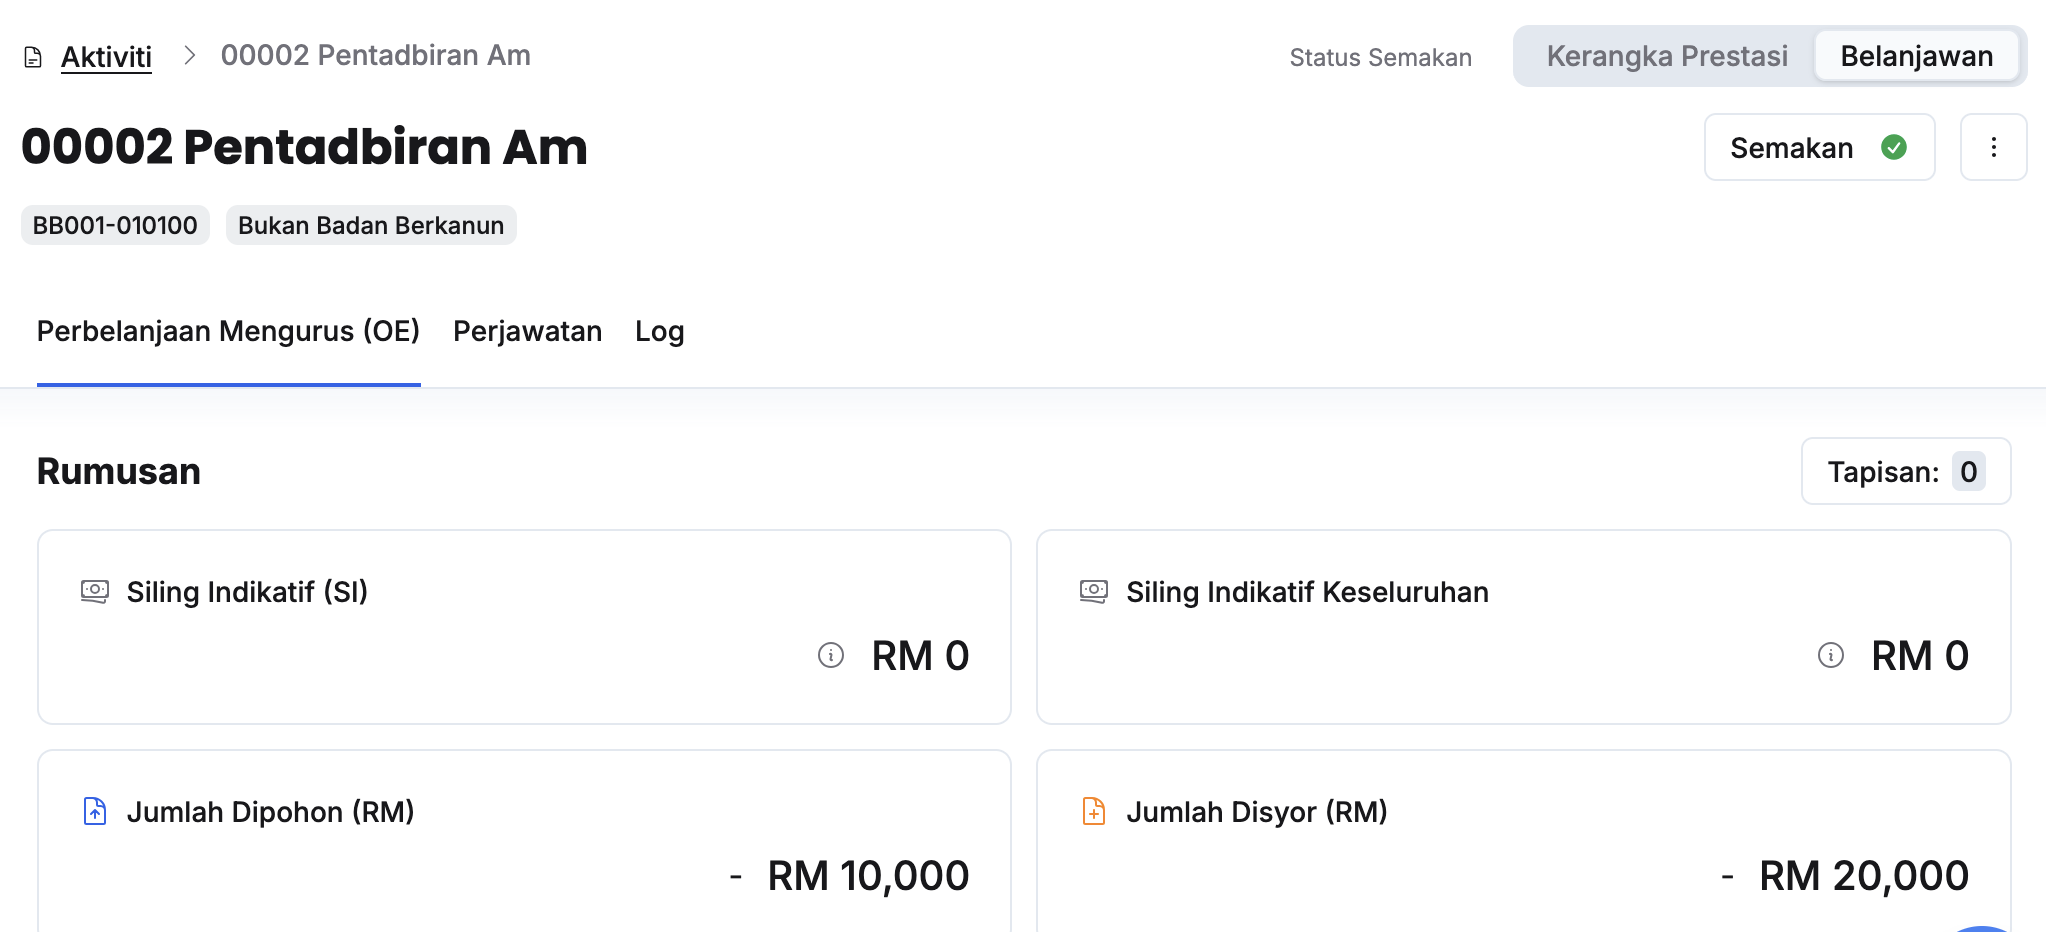 Aktiviti > 00002 Pentadbiran Am
Status Semakan Kerangka Prestasi Belanjawan
00002 Pentadbiran Am
Semakan
BB001-010100 Bukan Badan Berkanun
Perbelanjaan Mengurus (OE) Perjawatan Log
Rumusan
Tapisan: 0
Siling Indikatif (SI)
RM 0
Siling Indikatif Keseluruhan
RM 0
Jumlah Dipohon (RM)
- RM 10,000
Jumlah Disyor (RM)
- RM 20,000